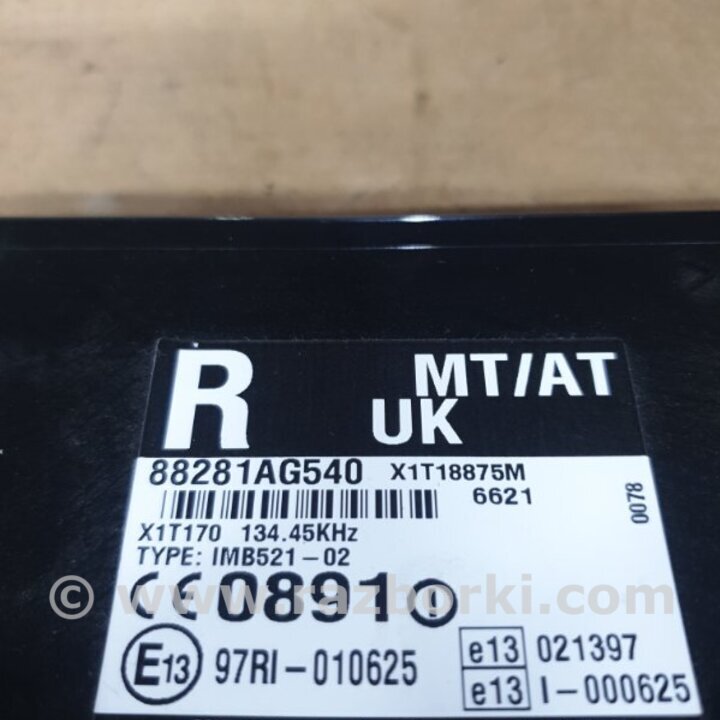 R MT/AT
UK
88281AG540 X1T18875M
6621
0078
X1T170 134.45KHz
TYPE: IMB521-02
CE 0891
© www.razborki.com
E13 97RI-010625
e13 021397
e13 I-000625